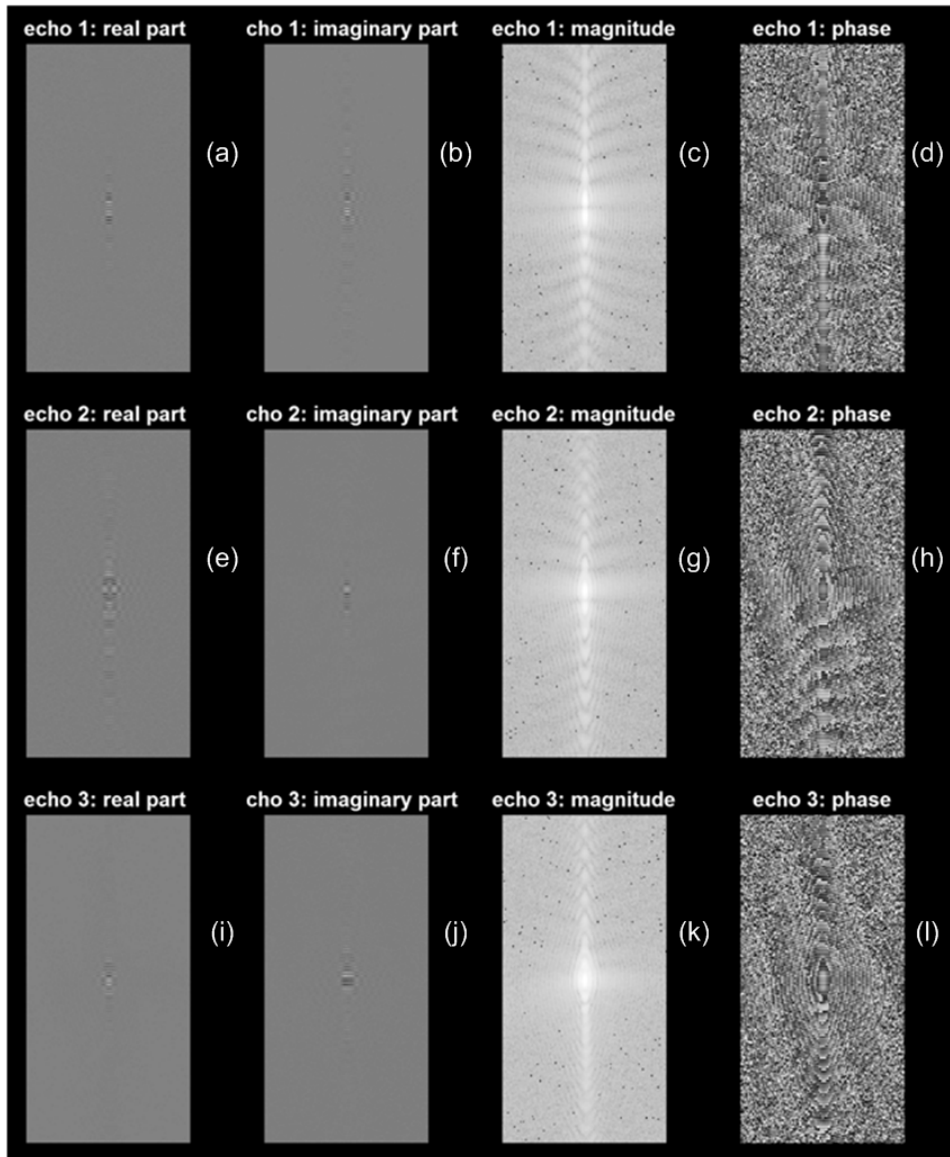 echo 1: real part cho 1: imaginary part echo 1: magnitude echo 1: phase
(a) (b) (c) (d)
echo 2: real part cho 2: imaginary part echo 2: magnitude echo 2: phase
(e) (f) (g) (h)
echo 3: real part cho 3: imaginary part echo 3: magnitude echo 3: phase
(i) (j) (k) (l)